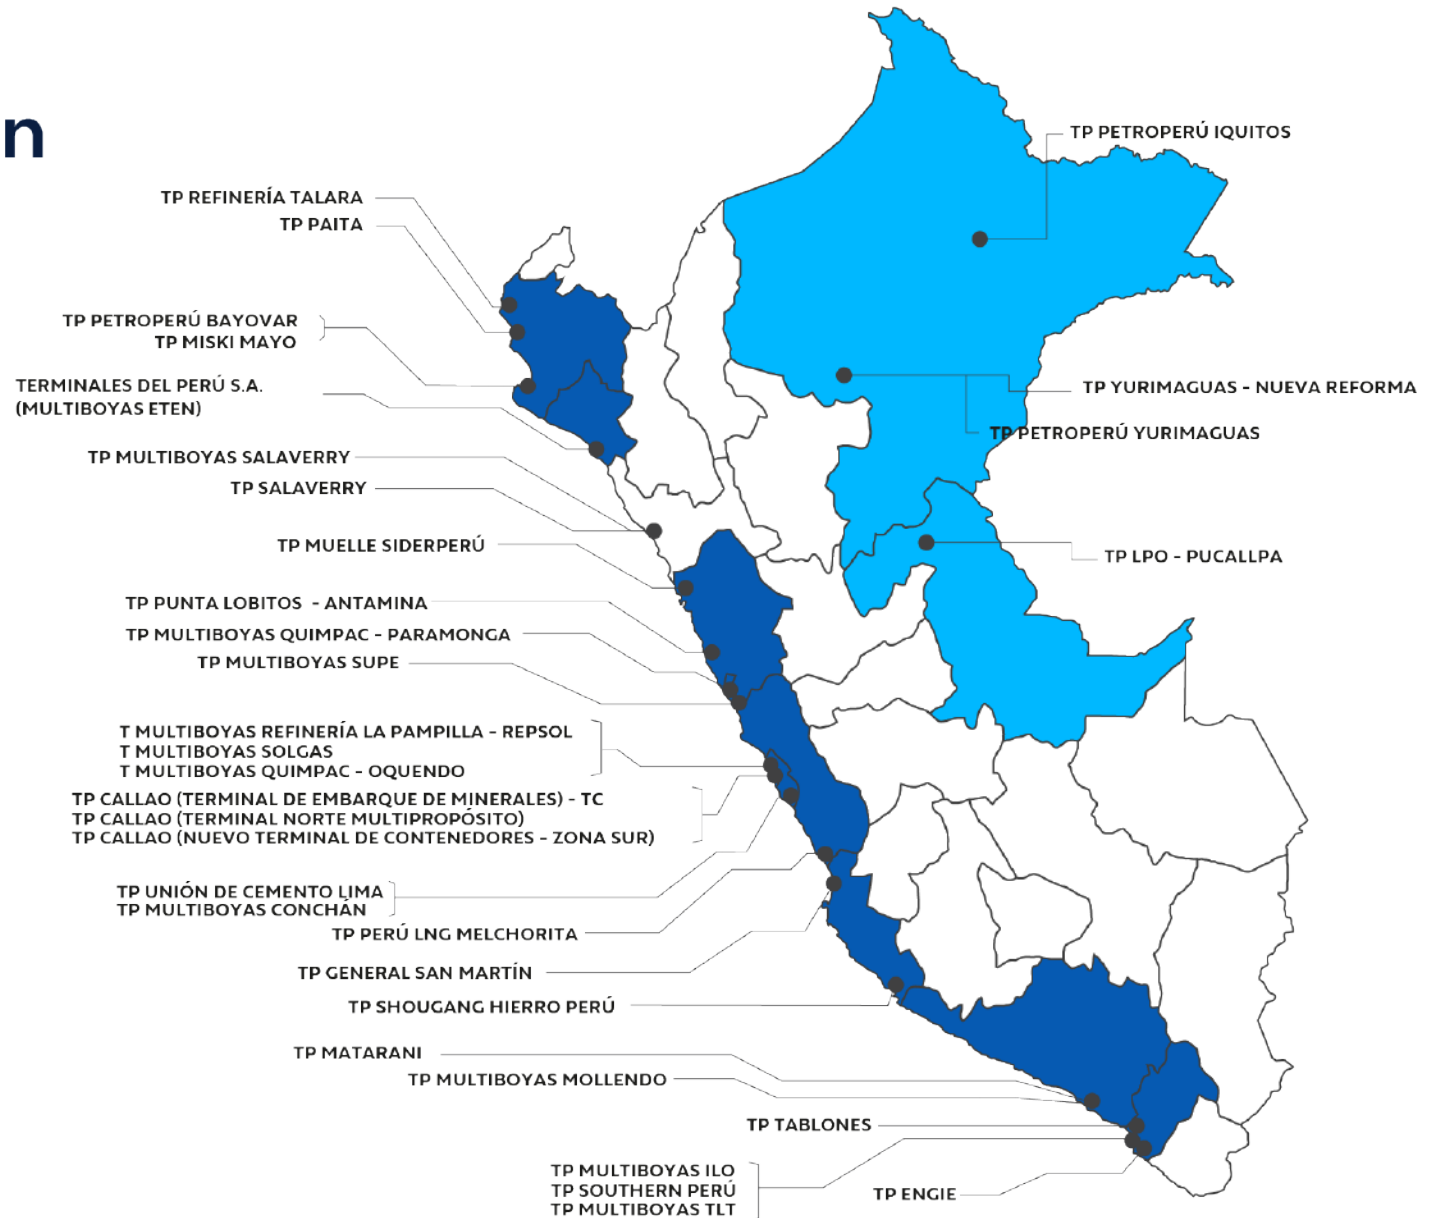 n
TP PETROPERÚ IQUITOS
TP REFINERÍA TALARA
TP PAITA
TP PETROPERÚ BAYOVAR
TP MISKI MAYO
TERMINALES DEL PERÚ S.A.
(MULTIBOYAS ETEN)
TP YURIMAGUAS - NUEVA REFORMA
TP PETROPERÚ YURIMAGUAS
TP MULTIBOYAS SALAVERRY
TP SALAVERRY
TP MUELLE SIDERPERÚ
TP LPO - PUCALLPA
TP PUNTA LOBITOS - ANTAMINA
TP MULTIBOYAS QUIMPAC - PARAMONGA
TP MULTIBOYAS SUPE
T MULTIBOYAS REFINERÍA LA PAMPILLA - REPSOL
T MULTIBOYAS SOLGAS
T MULTIBOYAS QUIMPAC - OQUENDO
TP CALLAO (TERMINAL DE EMBARQUE DE MINERALES) - TC
TP CALLAO (TERMINAL NORTE MULTIPROPÓSITO)
TP CALLAO (NUEVO TERMINAL DE CONTENEDORES - ZONA SUR)
TP UNIÓN DE CEMENTO LIMA
TP MULTIBOYAS CONCHÁN
TP PERÚ LNG MELCHORITA
TP GENERAL SAN MARTÍN
TP SHOUGANG HIERRO PERÚ
TP MATARANI
TP MULTIBOYAS MOLLENDO
TP TABLONES
TP MULTIBOYAS ILO
TP SOUTHERN PERÚ
TP MULTIBOYAS TLT
TP ENGIE